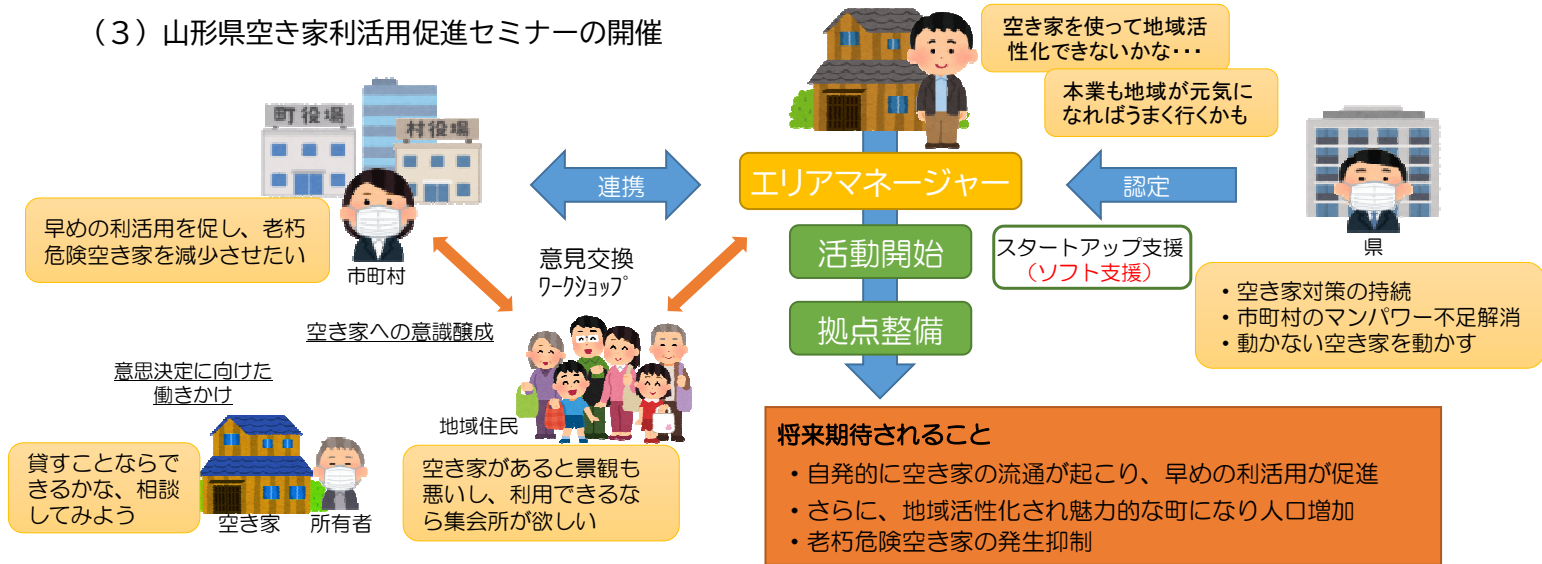 （３）山形県空き家利活用促進セミナーの開催
空き家を使って地域活
性化できないかな・・・
本業も地域が元気に
なればうまく行くかも
町役場
村役場
連携
エリアマネージャー
認定
早めの利活用を促し、老朽
危険空き家を減少させたい
市町村
意見交換
ﾜｰｸｼｮｯﾌﾟ
活動開始
スタートアップ支援
（ソフト支援）
県
拠点整備
・空き家対策の持続
・市町村のマンパワー不足解消
・動かない空き家を動かす
空き家への意識醸成
意思決定に向けた
働きかけ
地域住民
貸すことならで
きるかな、相談
してみよう
空き家
所有者
空き家があると景観も
悪いし、利用できるな
ら集会所が欲しい
将来期待されること
・自発的に空き家の流通が起こり、早めの利活用が促進
・さらに、地域活性化され魅力的な町になり人口増加
・老朽危険空き家の発生抑制